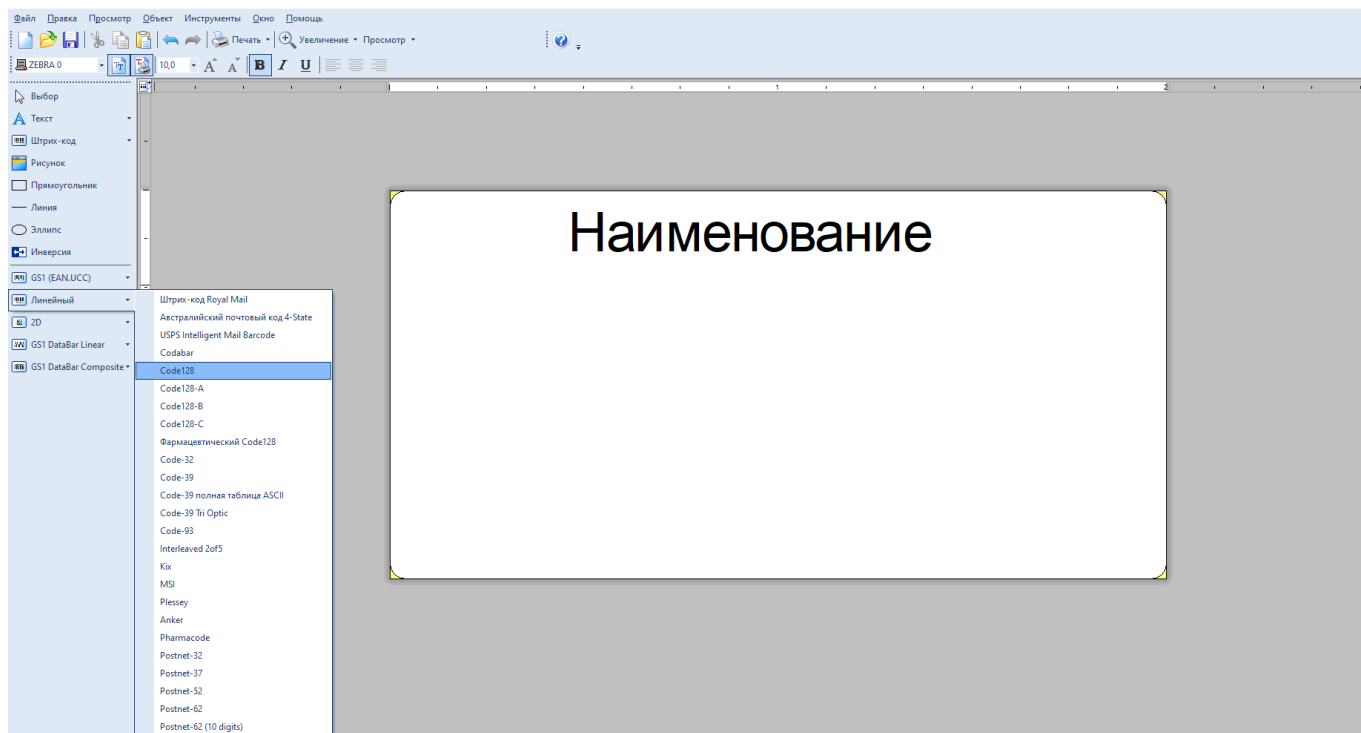 Файл Правка Просмотр Объект Инструменты Окно Помощь
Печать Увеличение Просмотр
ZEBRA 0 10,0 A A B I U
Выбор
Текст
Штрих-код
Рисунок
Прямоугольник
Линия
Эллипс
Инверсия
GS1 (EAN.UCC)
Линейный
2D
GS1 DataBar Linear
GS1 DataBar Composite
Штрих-код Royal Mail
Австралийский почтовый код 4-State
USPS Intelligent Mail Barcode
Codabar
Code128
Code128-A
Code128-B
Code128-C
Фармацевтический Code128
Code-32
Code-39
Code-39 полная таблица ASCII
Code-39 Tri Optic
Code-93
Interleaved 2of5
Kix
MSI
Plessey
Anker
Pharmacode
Postnet-32
Postnet-37
Postnet-52
Postnet-62
Postnet-62 (10 digits)
1 2
Наименование